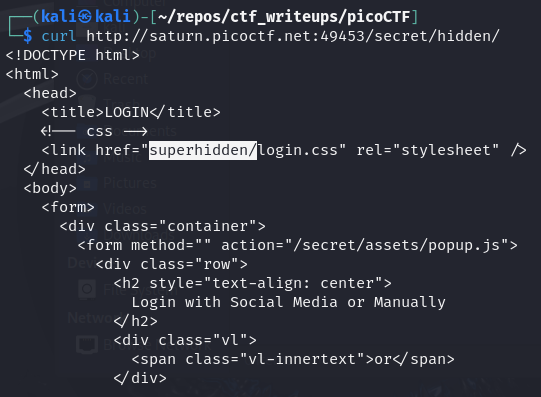 ┌──(kali㉿kali)-[~/repos/ctf_writeups/picoCTF]
└─$ curl http://saturn.picoctf.net:49453/secret/hidden/
<!DOCTYPE html>
<html>
  <head>
    <title>LOGIN</title>
    <!-- css -->
    <link href="superhidden/login.css" rel="stylesheet" />
  </head>
  <body>
    <form>
      <div class="container">
        <form method="" action="/secret/assets/popup.js">
          <div class="row">
            <h2 style="text-align: center">
              Login with Social Media or Manually
            </h2>
            <div class="vl">
              <span class="vl-innertext">or</span>
            </div>